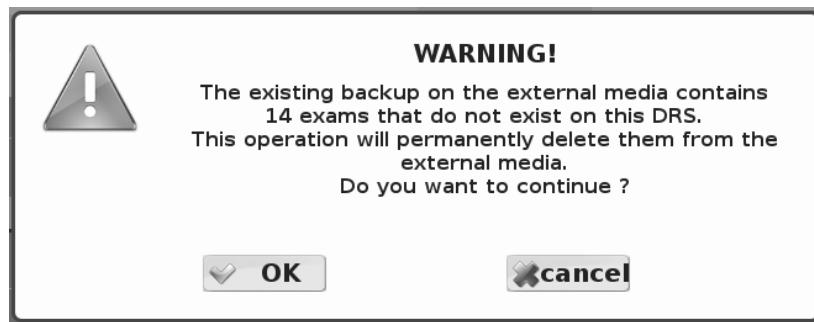 WARNING!
The existing backup on the external media contains
14 exams that do not exist on this DRS.
This operation will permanently delete them from the
external media.
Do you want to continue ?
OK
cancel